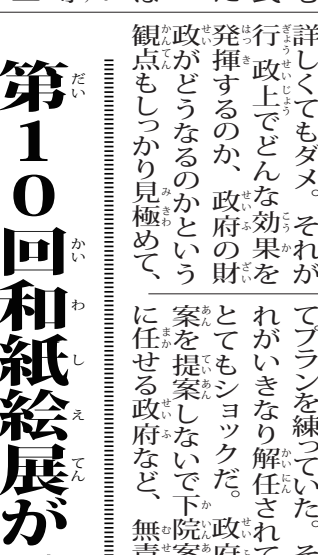 詳しくてもダメ。それが
行政上でどんな効果を
発揮するのか、政府の財
政がどうなるのかという
観点もしっかり見極めて、
てプランを練っていた。そ
れがいきなり解任されて
とてもショックだ。政府
案を提案しないで下院案
に任せる政府など、無責
第10回和紙絵展が